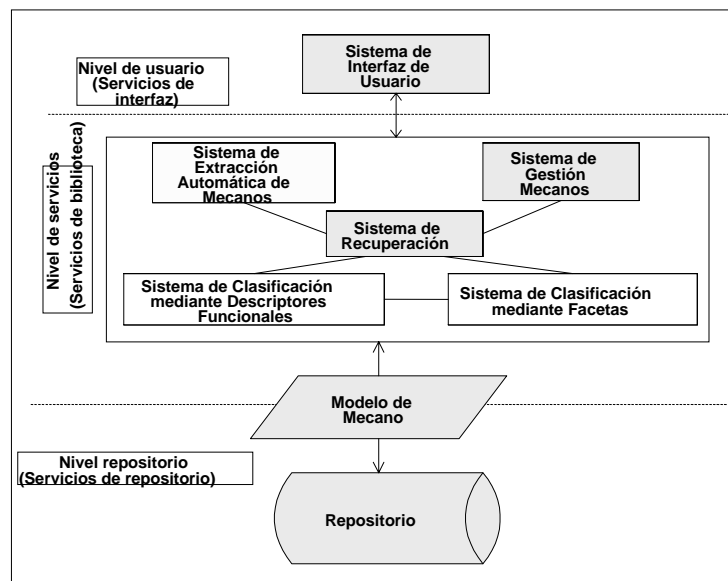 Sistema de
Interfaz de
Usuario
Nivel de usuario
(Servicios de
interfaz)
Nivel de servicios
(Servicios de biblioteca)
Sistema de
Extracción
Automática de
Mecanos
Sistema de
Gestión
Mecanos
Sistema de
Recuperación
Sistema de Clasificación
mediante Descriptores
Funcionales
Sistema de Clasificación
mediante Facetas
Modelo de
Mecano
Nivel repositorio
(Servicios de repositorio)
Repositorio